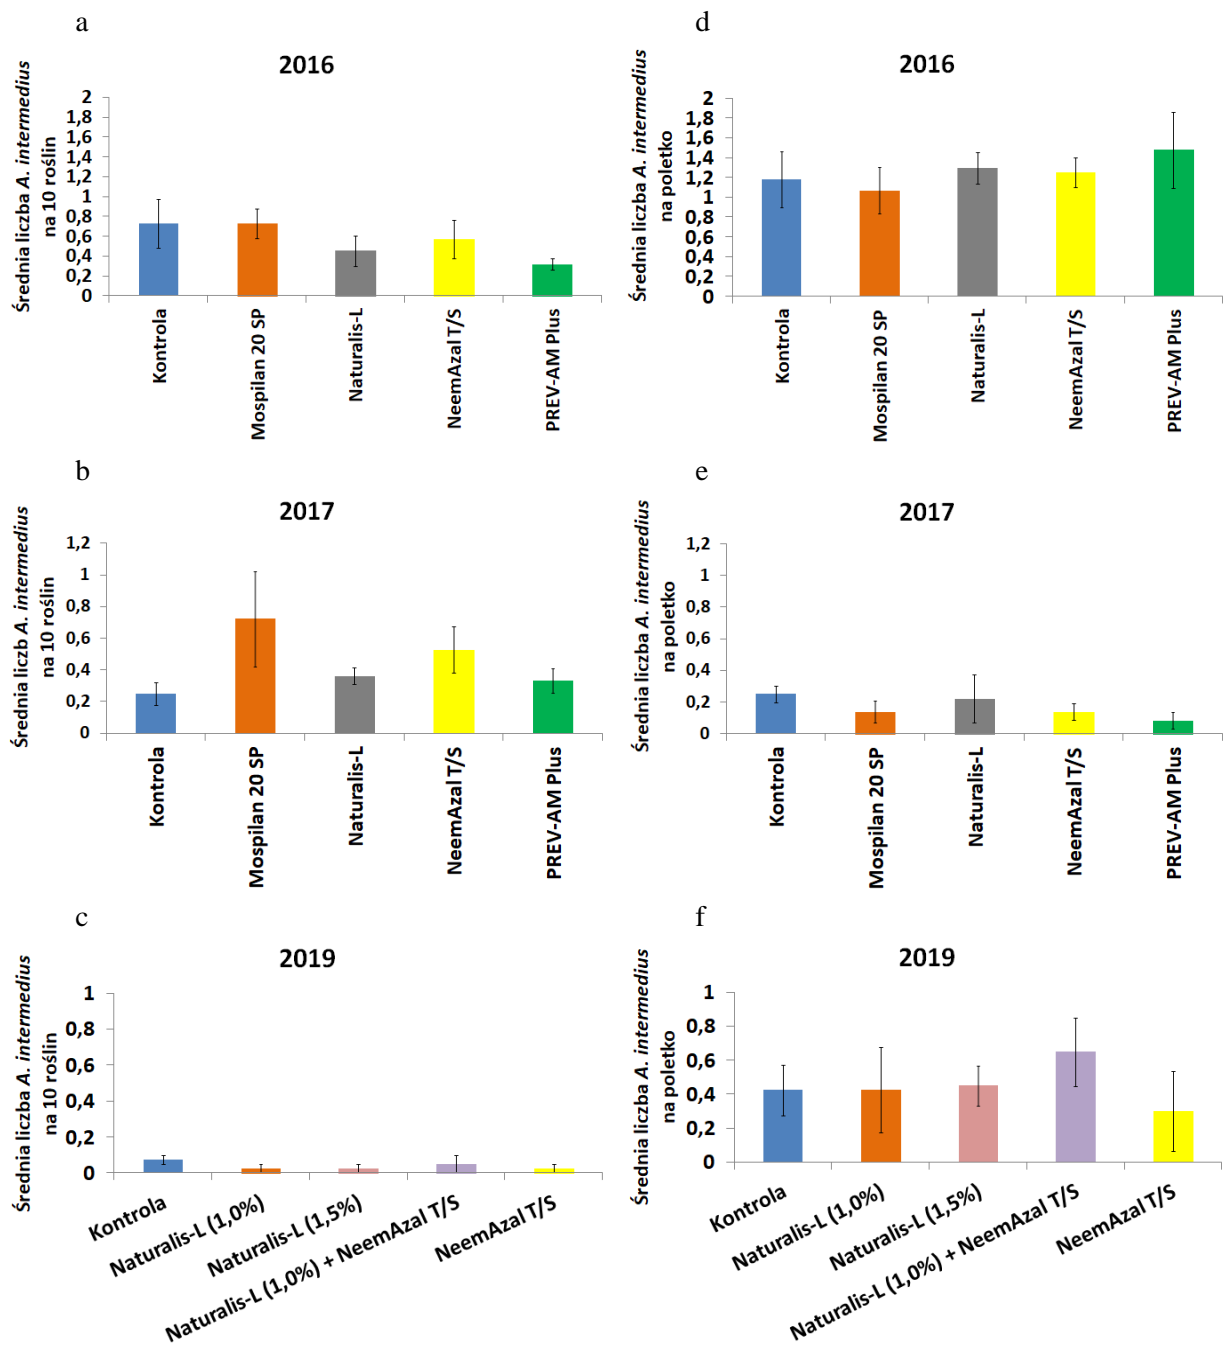 a
2016
Średnia liczba A. intermedius
na 10 roślin
2
1,8
1,6
1,4
1,2
1
0,8
0,6
0,4
0,2
0
Kontrola
Mospilan 20 SP
Naturalis-L
NeemAzal T/S
PREV-AM Plus
d
2016
Średnia liczba A. intermedius
na poletko
2
1,8
1,6
1,4
1,2
1
0,8
0,6
0,4
0,2
0
Kontrola
Mospilan 20 SP
Naturalis-L
NeemAzal T/S
PREV-AM Plus
b
2017
Średnia liczb A. intermedius
na 10 roślin
1,2
1
0,8
0,6
0,4
0,2
0
Kontrola
Mospilan 20 SP
Naturalis-L
NeemAzal T/S
PREV-AM Plus
e
2017
Średnia liczba A. intermedius
na poletko
1,2
1
0,8
0,6
0,4
0,2
0
Kontrola
Mospilan 20 SP
Naturalis-L
NeemAzal T/S
PREV-AM Plus
c
2019
Średnia liczba A. intermedius
na 10 roślin
1
0,8
0,6
0,4
0,2
0
Kontrola
Naturalis-L (1,0%)
Naturalis-L (1,5%)
Naturalis-L (1,0%) + NeemAzal T/S
NeemAzal T/S
f
2019
Średnia liczba A. intermedius
na poletko
1
0,8
0,6
0,4
0,2
0
Kontrola
Naturalis-L (1,0%)
Naturalis-L (1,5%)
Naturalis-L (1,0%) + NeemAzal T/S
NeemAzal T/S